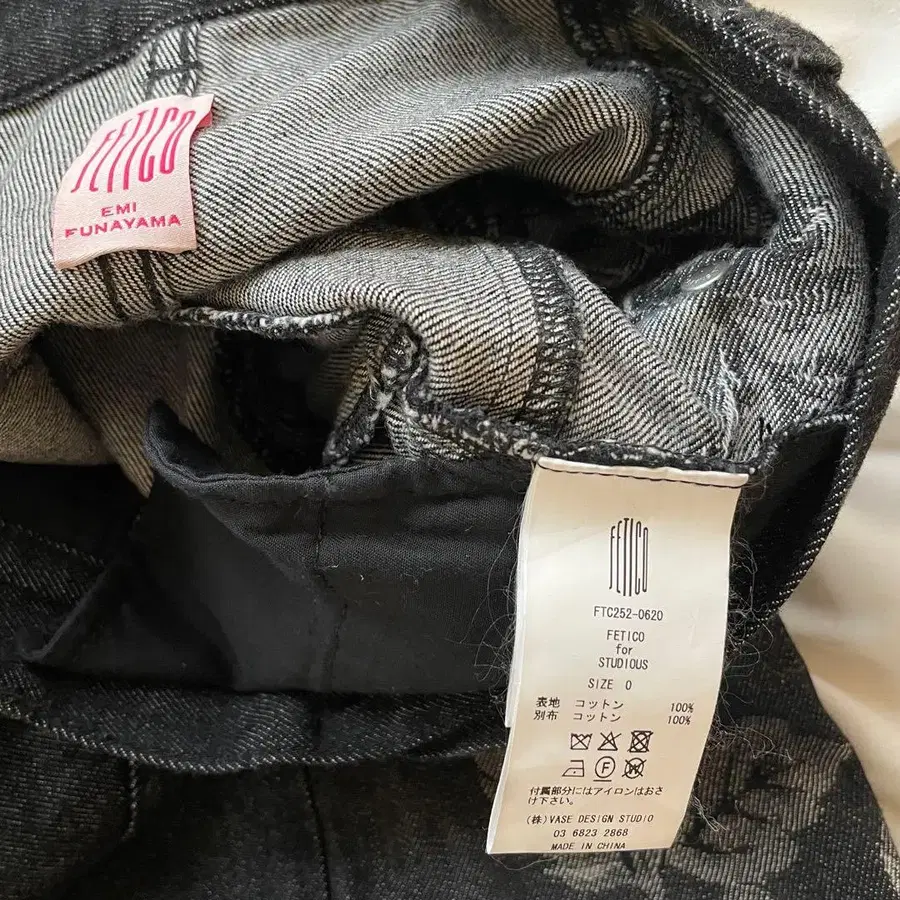 FETICO
EMI
FUNAYAMA
FETICO
FTC252-0620
FETICO
for
STUDIOUS
SIZE 0
表地 コットン 100%
別布 コットン 100%
F
W
付属部分にはアイロンはおさ
け下さい。
(株)VASE DESIGN STUDIO
03 6823 2868
MADE IN CHINA